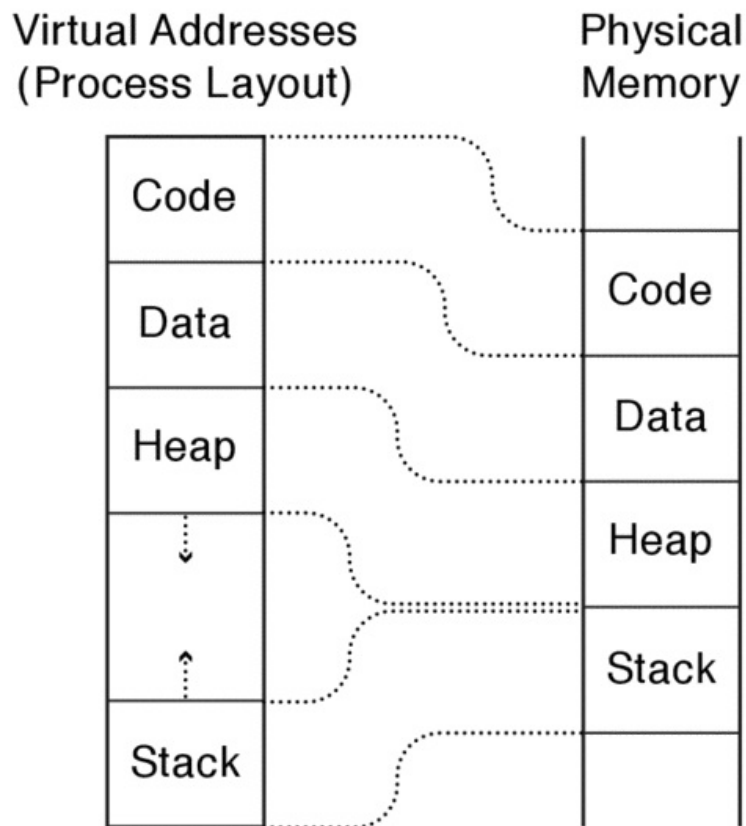 Virtual Addresses
(Process Layout)
Code
Data
Heap
Stack
Physical
Memory
Code
Data
Heap
Stack